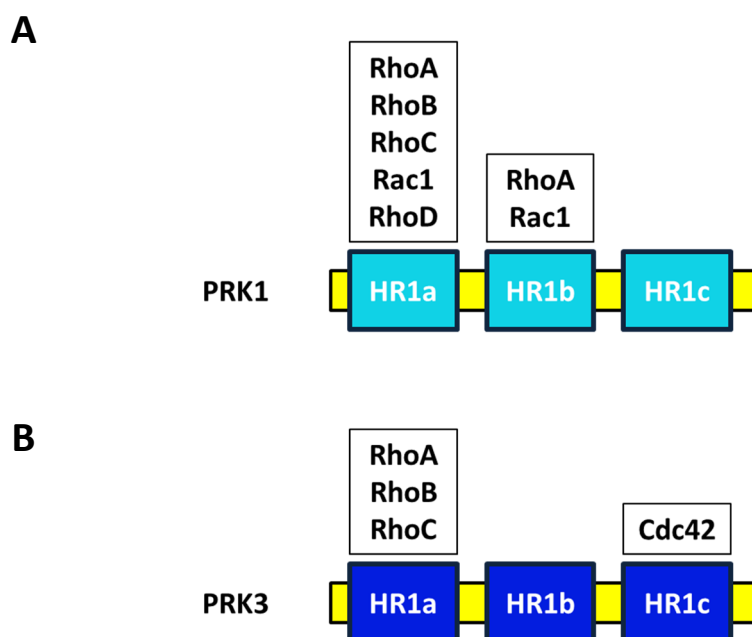 A
RhoA
RhoB
RhoC
Rac1
RhoD
RhoA
Rac1
PRK1
HR1a
HR1b
HR1c
B
RhoA
RhoB
RhoC
Cdc42
PRK3
HR1a
HR1b
HR1c